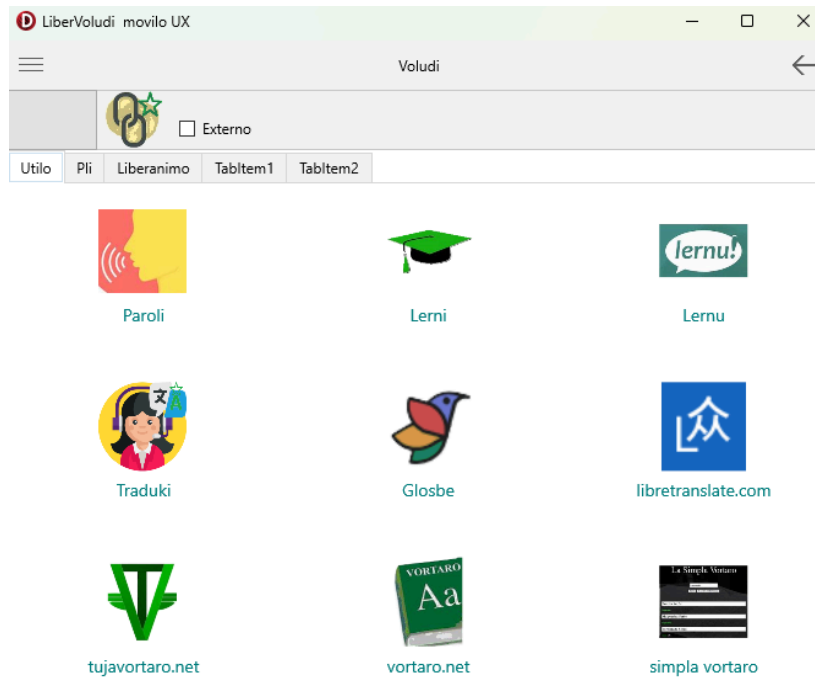 LiberVoludi movilo UX
Voludi
Externo
Utilo Pli Liberanimo TabItem1 TabItem2
lernu!
Paroli Lerni Lernu
文 A
Traduki Glosbe libretranslate.com
VORTARO
Aa
La Simpla Vortaro
tujavortaro.net vortaro.net simpla vortaro